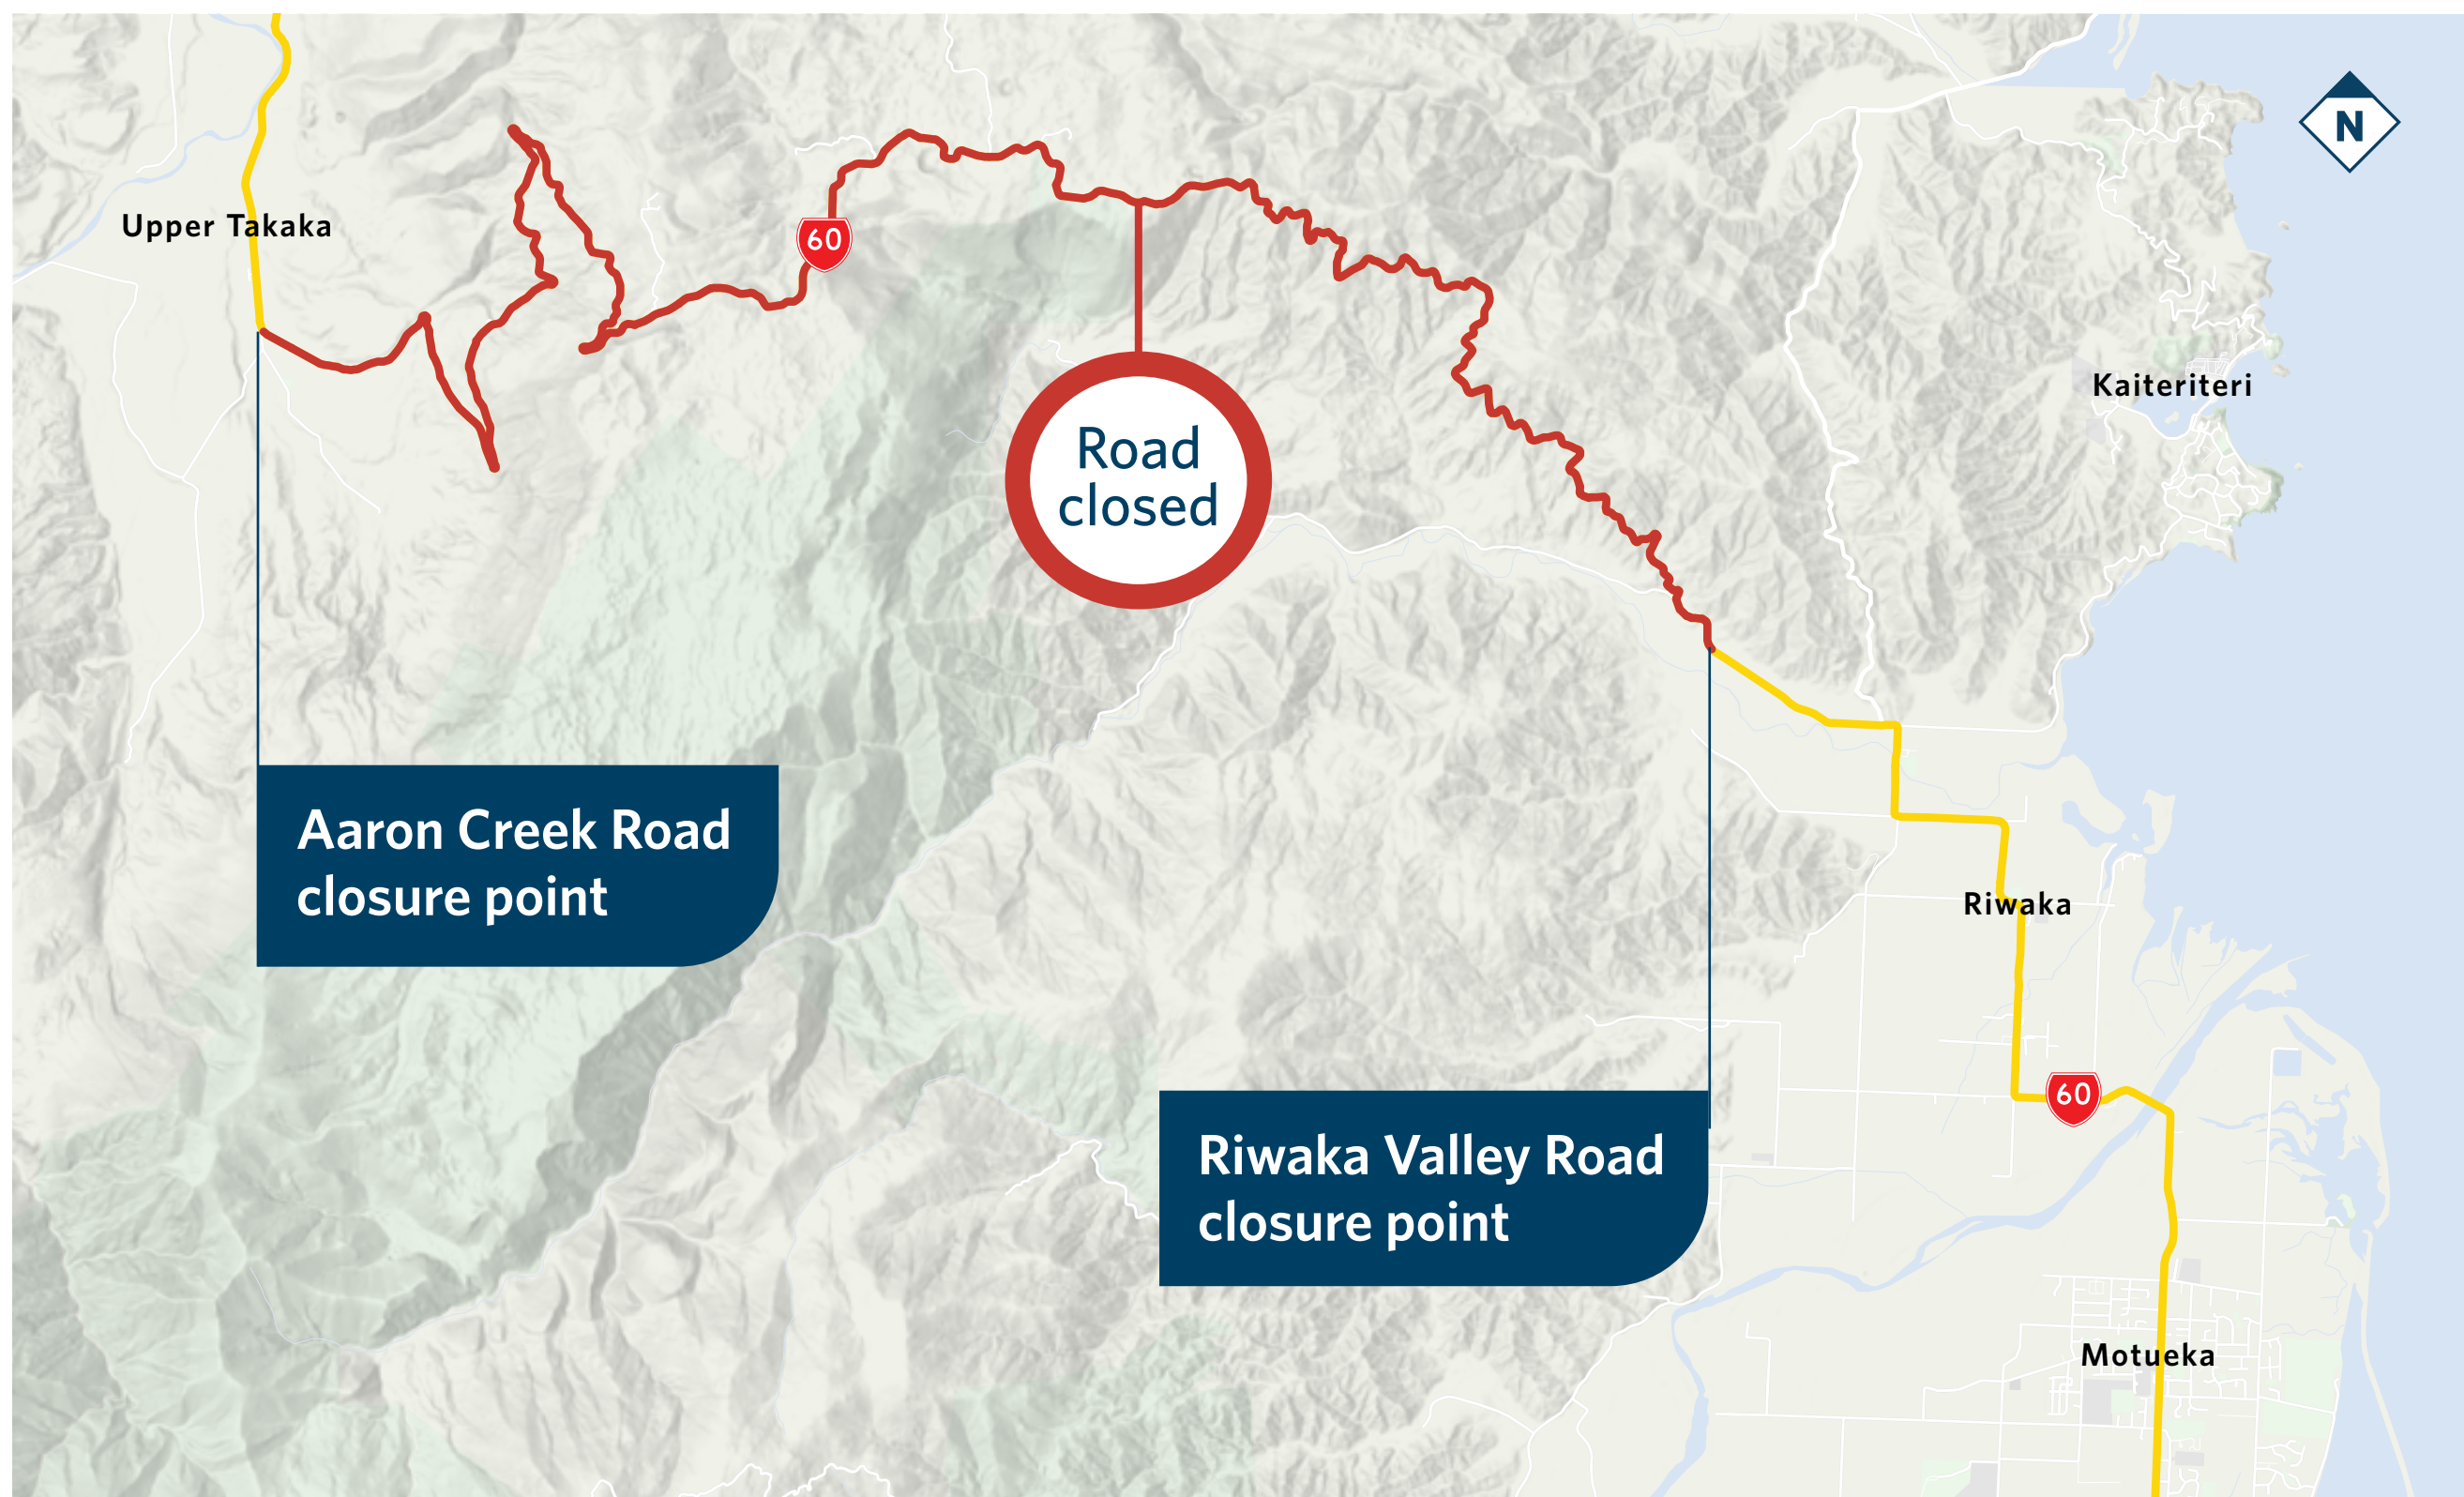 N
Upper Takaka
60
Kaiteriteri
Road
closed
Aaron Creek Road
closure point
Riwaka
60
Riwaka Valley Road
closure point
Motueka